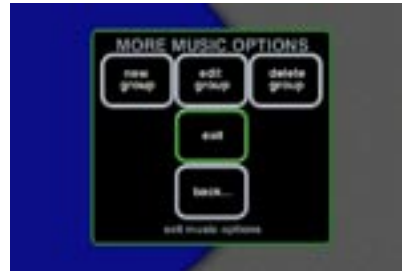 MORE MUSIC OPTIONS
new group
edit group
delete group
exit
back...
exit music options